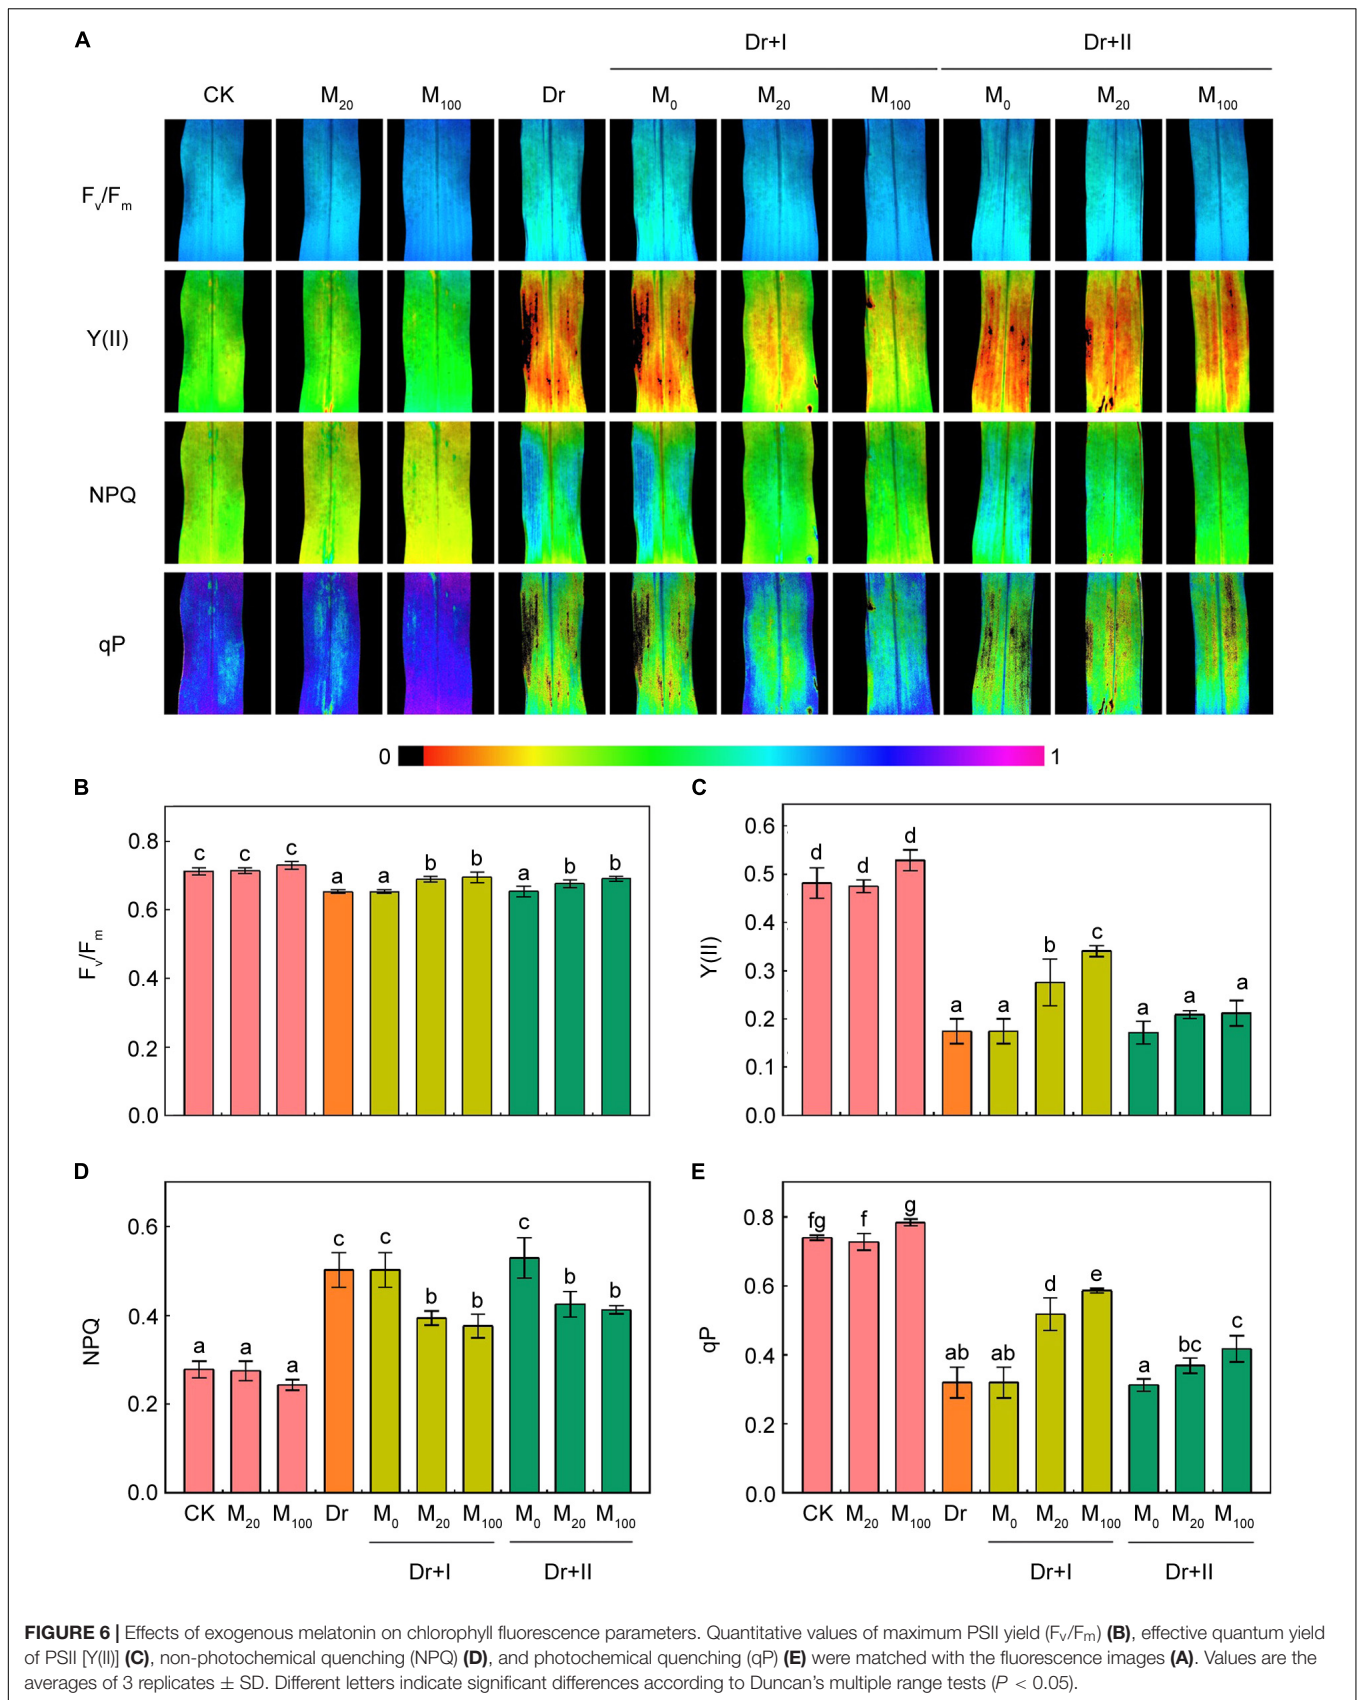 A
Dr+I Dr+II
CK M20 M100 Dr M0 M20 M100 M0 M20 M100
Fv/Fm
Y(II)
NPQ
qP
0 1
B
0.8
0.6
0.4
0.2
0.0
Fv/Fm
c c c a a b b a b b
C
0.6
0.5
0.4
0.3
0.2
0.1
0.0
Y(II)
d d d a a b c a a a
D
0.6
0.4
0.2
0.0
NPQ
a a a c c b b c b b
CK M20 M100 Dr M0 M20 M100 M0 M20 M100
Dr+I Dr+II
E
0.8
0.6
0.4
0.2
0.0
qP
fg f g ab ab d e a bc c
CK M20 M100 Dr M0 M20 M100 M0 M20 M100
Dr+I Dr+II
FIGURE 6 | Effects of exogenous melatonin on chlorophyll fluorescence parameters. Quantitative values of maximum PSII yield (Fv/Fm) (B), effective quantum yield
of PSII [Y(II)] (C), non-photochemical quenching (NPQ) (D), and photochemical quenching (qP) (E) were matched with the fluorescence images (A). Values are the
averages of 3 replicates ± SD. Different letters indicate significant differences according to Duncan's multiple range tests (P < 0.05).